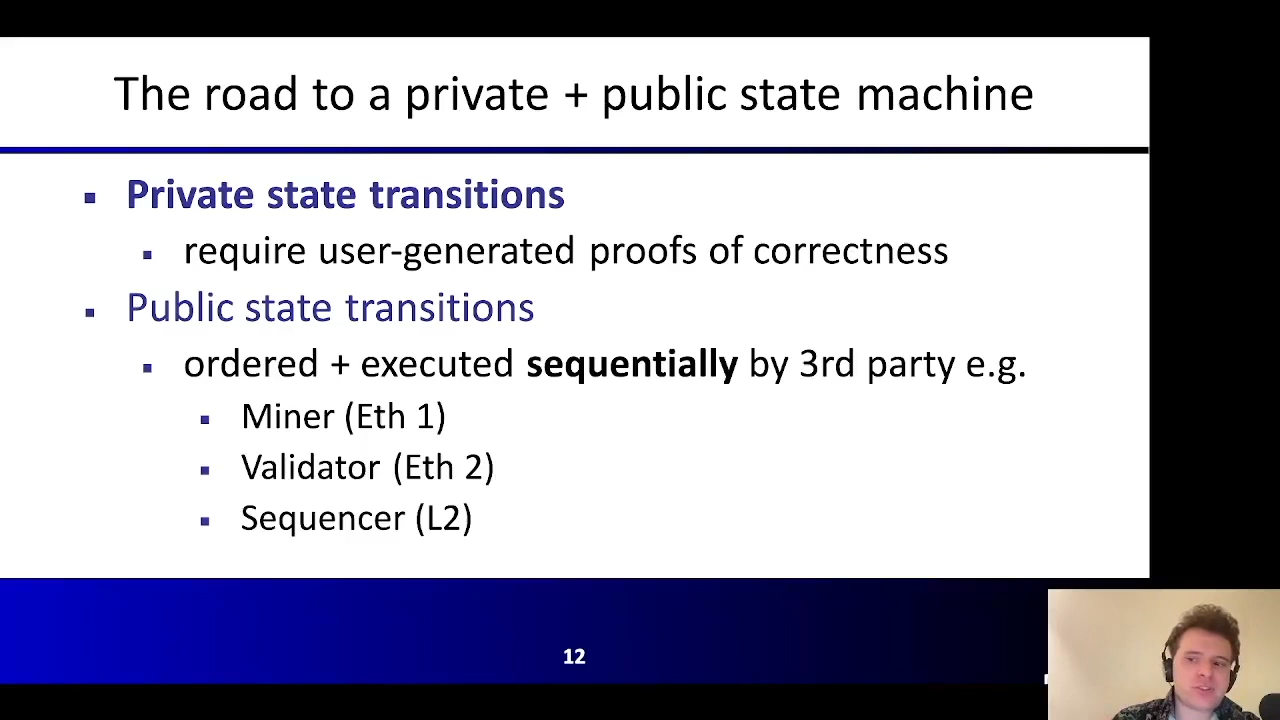 The road to a private + public state machine
Private state transitions
require user-generated proofs of correctness
Public state transitions
ordered + executed sequentially by 3rd party e.g.
Miner (Eth 1)
Validator (Eth 2)
Sequencer (L2)
12